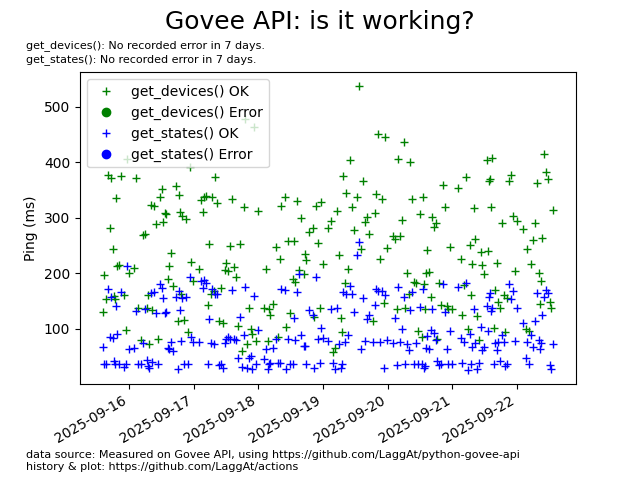 Govee API: is it working?
get_devices(): No recorded error in 7 days.
get_states(): No recorded error in 7 days.
get_devices() OK
get_devices() Error
get_states() OK
get_states() Error
Ping (ms)
500
400
300
200
100
2025-09-16
2025-09-17
2025-09-18
2025-09-19
2025-09-20
2025-09-21
2025-09-22
data source: Measured on Govee API, using https://github.com/LaggAt/python-govee-api
history & plot: https://github.com/LaggAt/actions